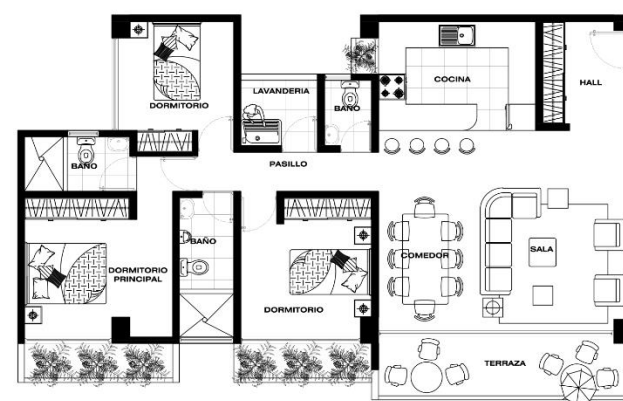 COCINA
HALL
LAVANDERIA
DORMITORIO
BAÑO
PASILLO
BAÑO
BAÑO
COMEDOR
SALA
DORMITORIO
PRINCIPAL
DORMITORIO
TERRAZA